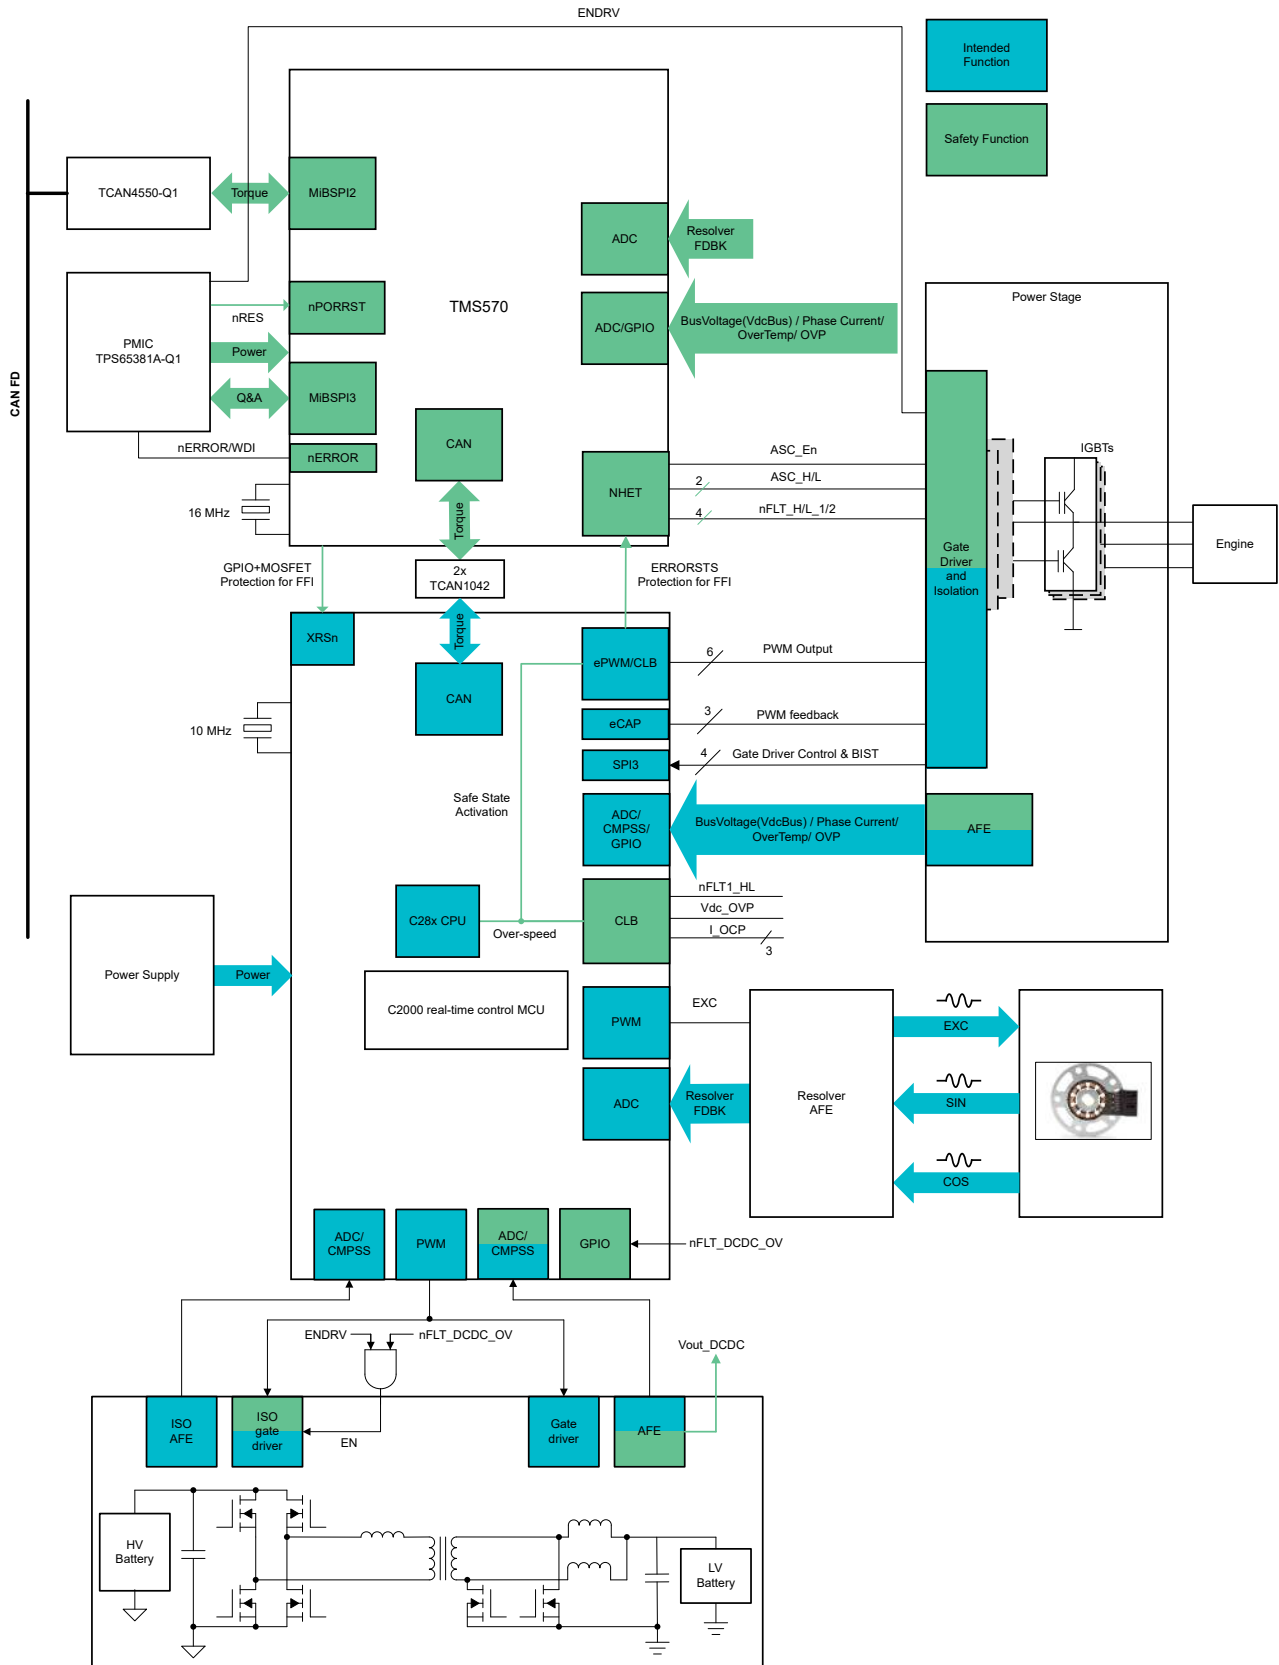 ENDRV
Intended
Function
Safety Function
CAN FD
TCAN4550-Q1
Torque
MiBSPI2
ADC
Resolver
FDBK
TMS570
PMIC
TPS65381A-Q1
nRES
nPORRST
Power
Q&A
MiBSPI3
nERROR/WDI
nERROR
16 MHz
ADC/GPIO
BusVoltage(VdcBus) / Phase Current/
OverTemp/ OVP
Power Stage
CAN
Torque
NHET
ASC_En
2
ASC_H/L
4
nFLT_H/L_1/2
IGBTs
Gate
Driver
and
Isolation
Engine
GPIO+MOSFET
Protection for FFI
2x
TCAN1042
ERRORSTS
Protection for FFI
XRSn
Torque
CAN
10 MHz
ePWM/CLB
6
PWM Output
eCAP
3
PWM feedback
SPI3
4
Gate Driver Control & BIST
Safe State
Activation
ADC/
CMPSS/
GPIO
BusVoltage(VdcBus) / Phase Current/
OverTemp/ OVP
AFE
C28x CPU
Over-speed
CLB
nFLT1_HL
Vdc_OVP
I_OCP
3
Power Supply
Power
C2000 real-time control MCU
PWM
EXC
ADC
Resolver
FDBK
Resolver
AFE
EXC
SIN
COS
ADC/
CMPSS
PWM
ADC/
CMPSS
GPIO
nFLT_DCDC_OV
ENDRV
nFLT_DCDC_OV
Vout_DCDC
ISO
AFE
ISO
gate
driver
EN
Gate
driver
AFE
HV
Battery
LV
Battery